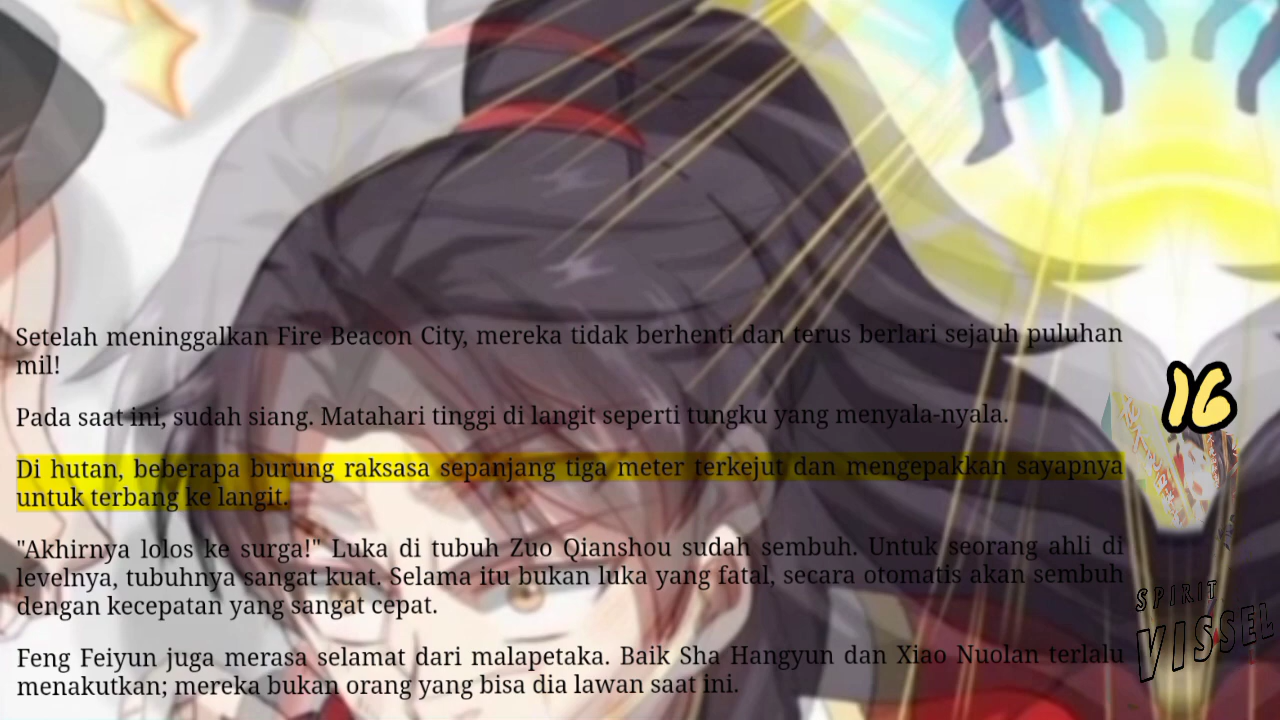 Setelah meninggalkan Fire Beacon City, mereka tidak berhenti dan terus berlari sejauh puluhan
mil!
Pada saat ini, sudah siang. Matahari tinggi di langit seperti tungku yang menyala-nyala.
Di hutan, beberapa burung raksasa sepanjang tiga meter terkejut dan mengepakkan sayapnya
untuk terbang ke langit.
"Akhirnya lolos ke surga!" Luka di tubuh Zuo Qianshou sudah sembuh. Untuk seorang ahli di
levelnya, tubuhnya sangat kuat. Selama itu bukan luka yang fatal, secara otomatis akan sembuh
dengan kecepatan yang sangat cepat.
Feng Feiyun juga merasa selamat dari malapetaka. Baik Sha Hangyun dan Xiao Nuolan terlalu
menakutkan; mereka bukan orang yang bisa dia lawan saat ini.
16
SPIRIT
VISSEL